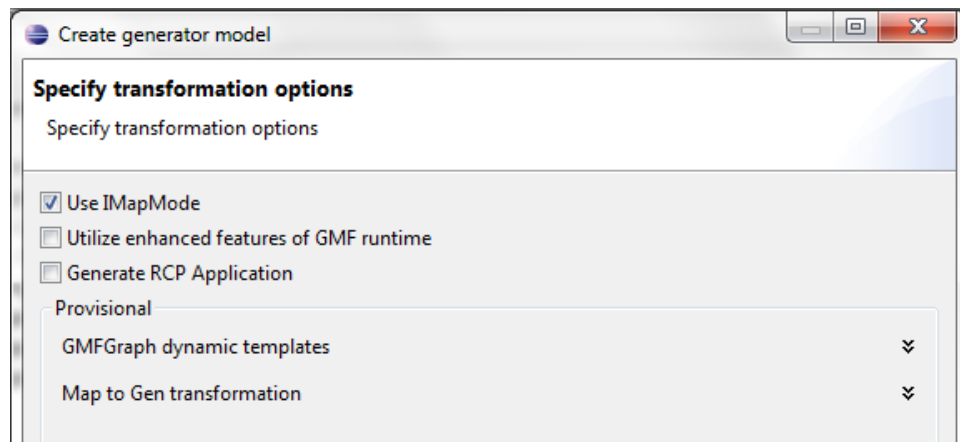 Create generator model
Specify transformation options
Specify transformation options
Use IMapMode
Utilize enhanced features of GMF runtime
Generate RCP Application
Provisional
GMFGraph dynamic templates
Map to Gen transformation